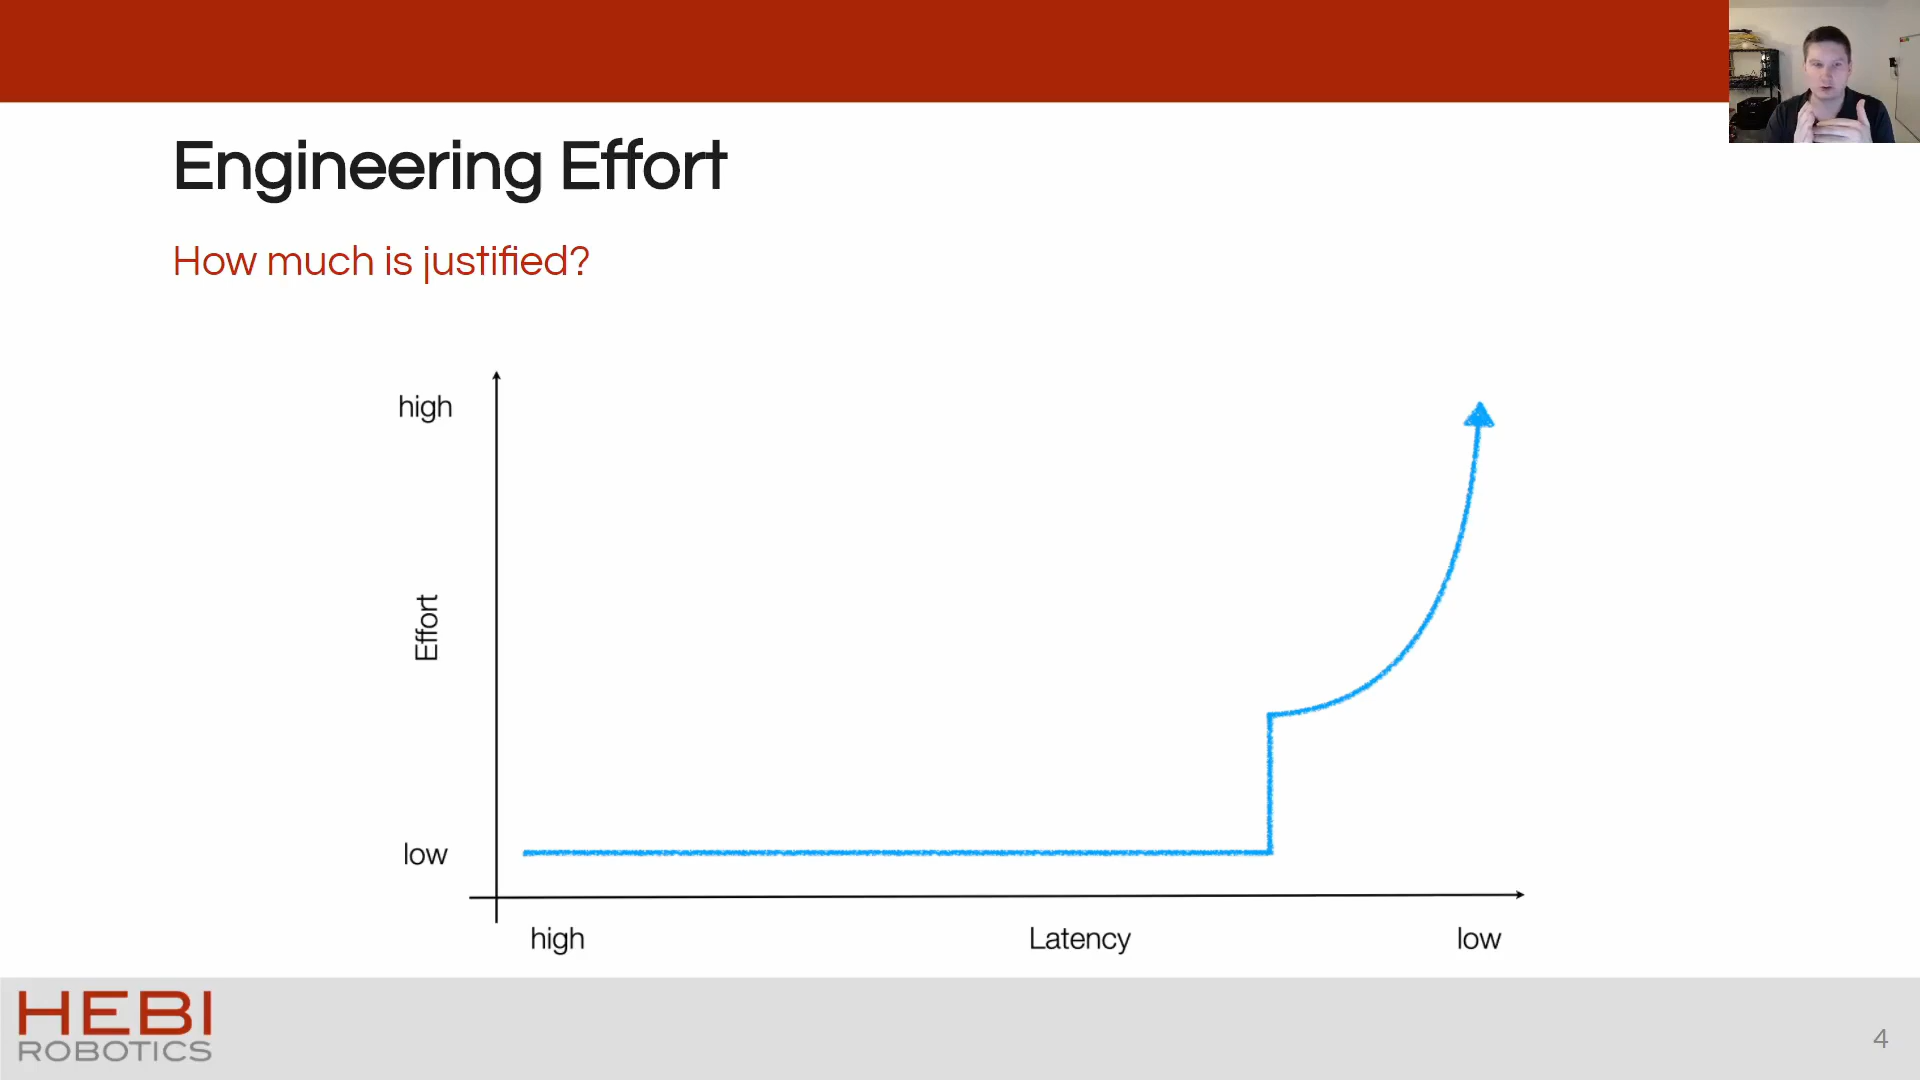 Engineering Effort
How much is justified?
high
Effort
low
high
Latency
low
HEBI
ROBOTICS
4